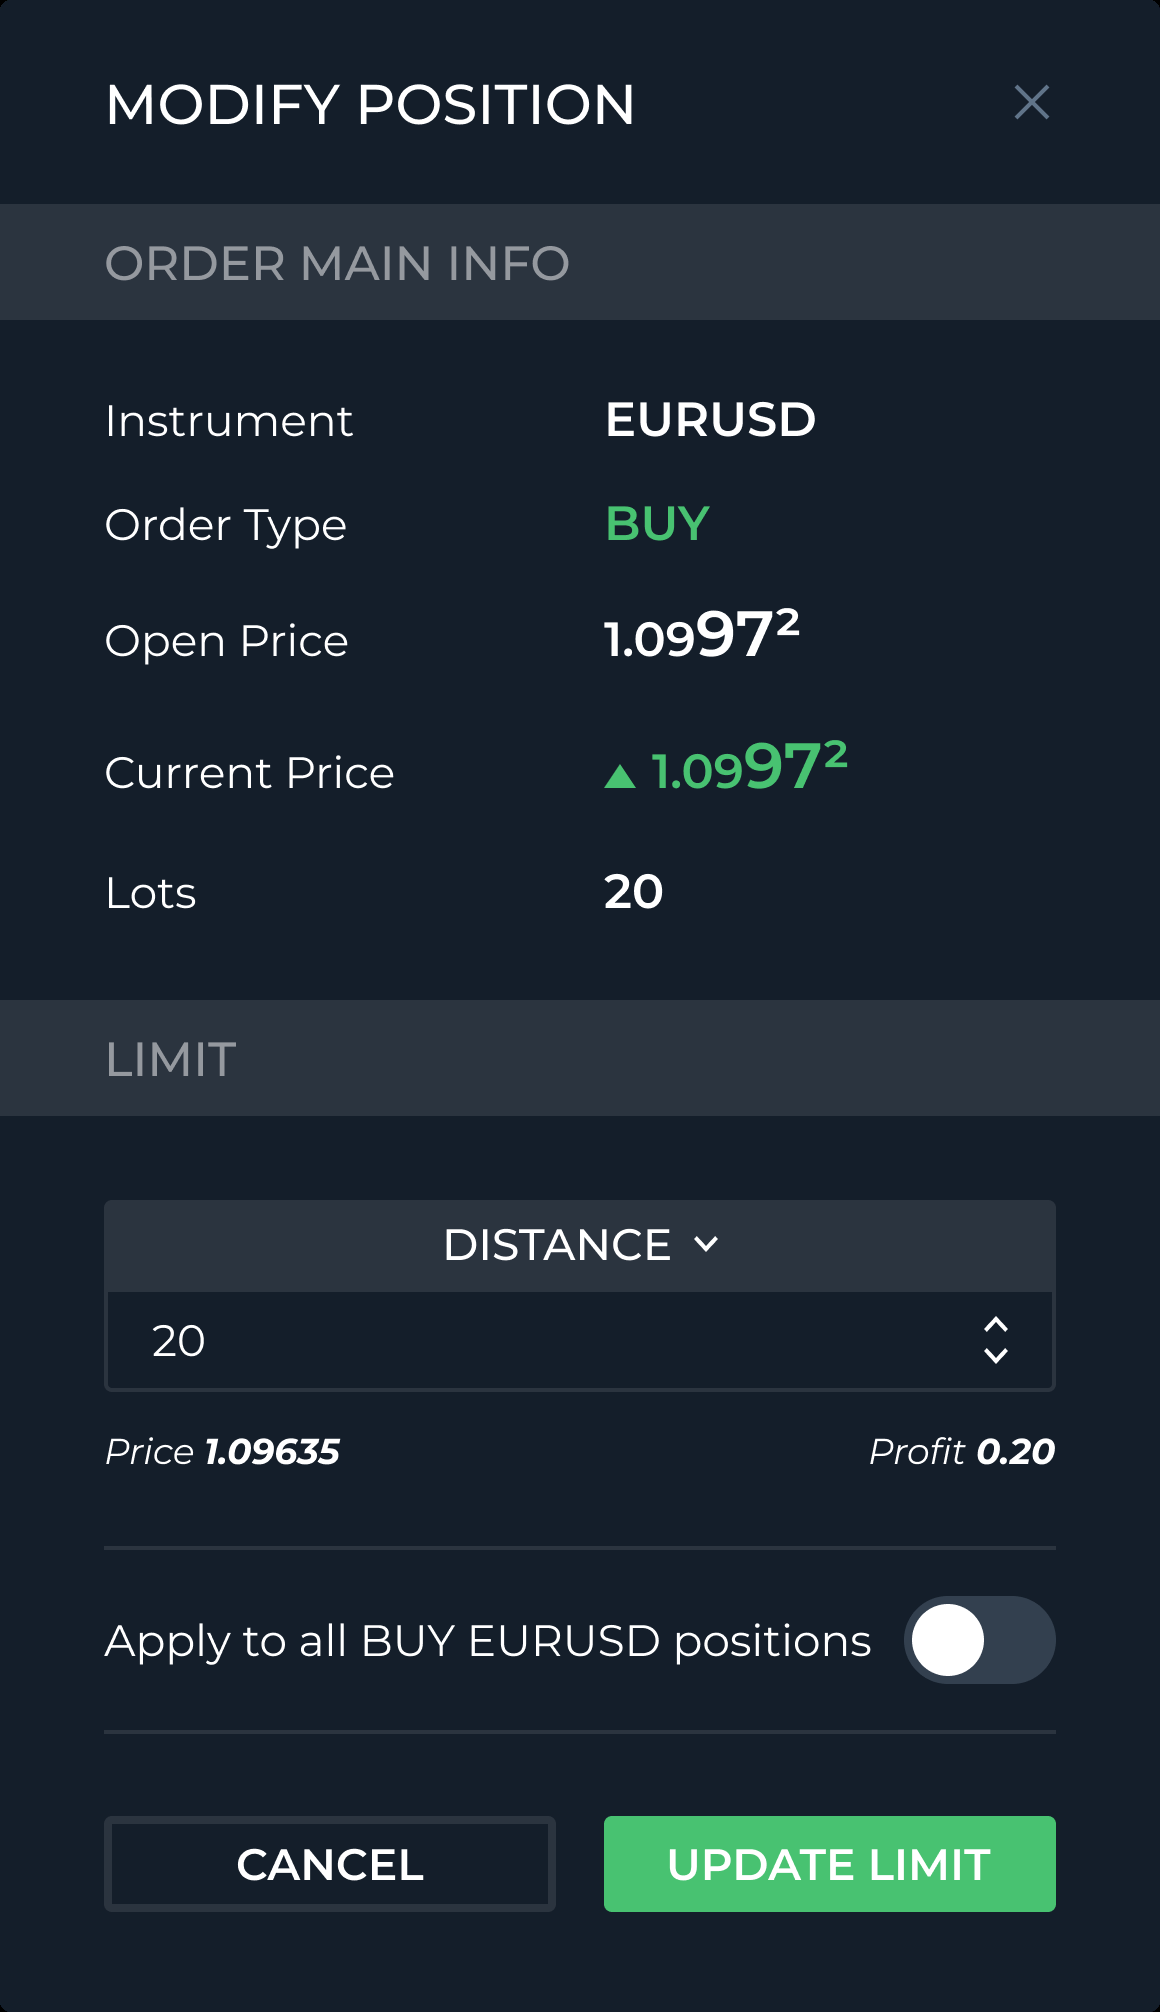 MODIFY POSITION
ORDER MAIN INFO
Instrument EURUSD
Order Type BUY
Open Price 1.0997²
Current Price 1.0997²
Lots 20
LIMIT
DISTANCE
20
Price 1.09635 Profit 0.20
Apply to all BUY EURUSD positions
CANCEL UPDATE LIMIT